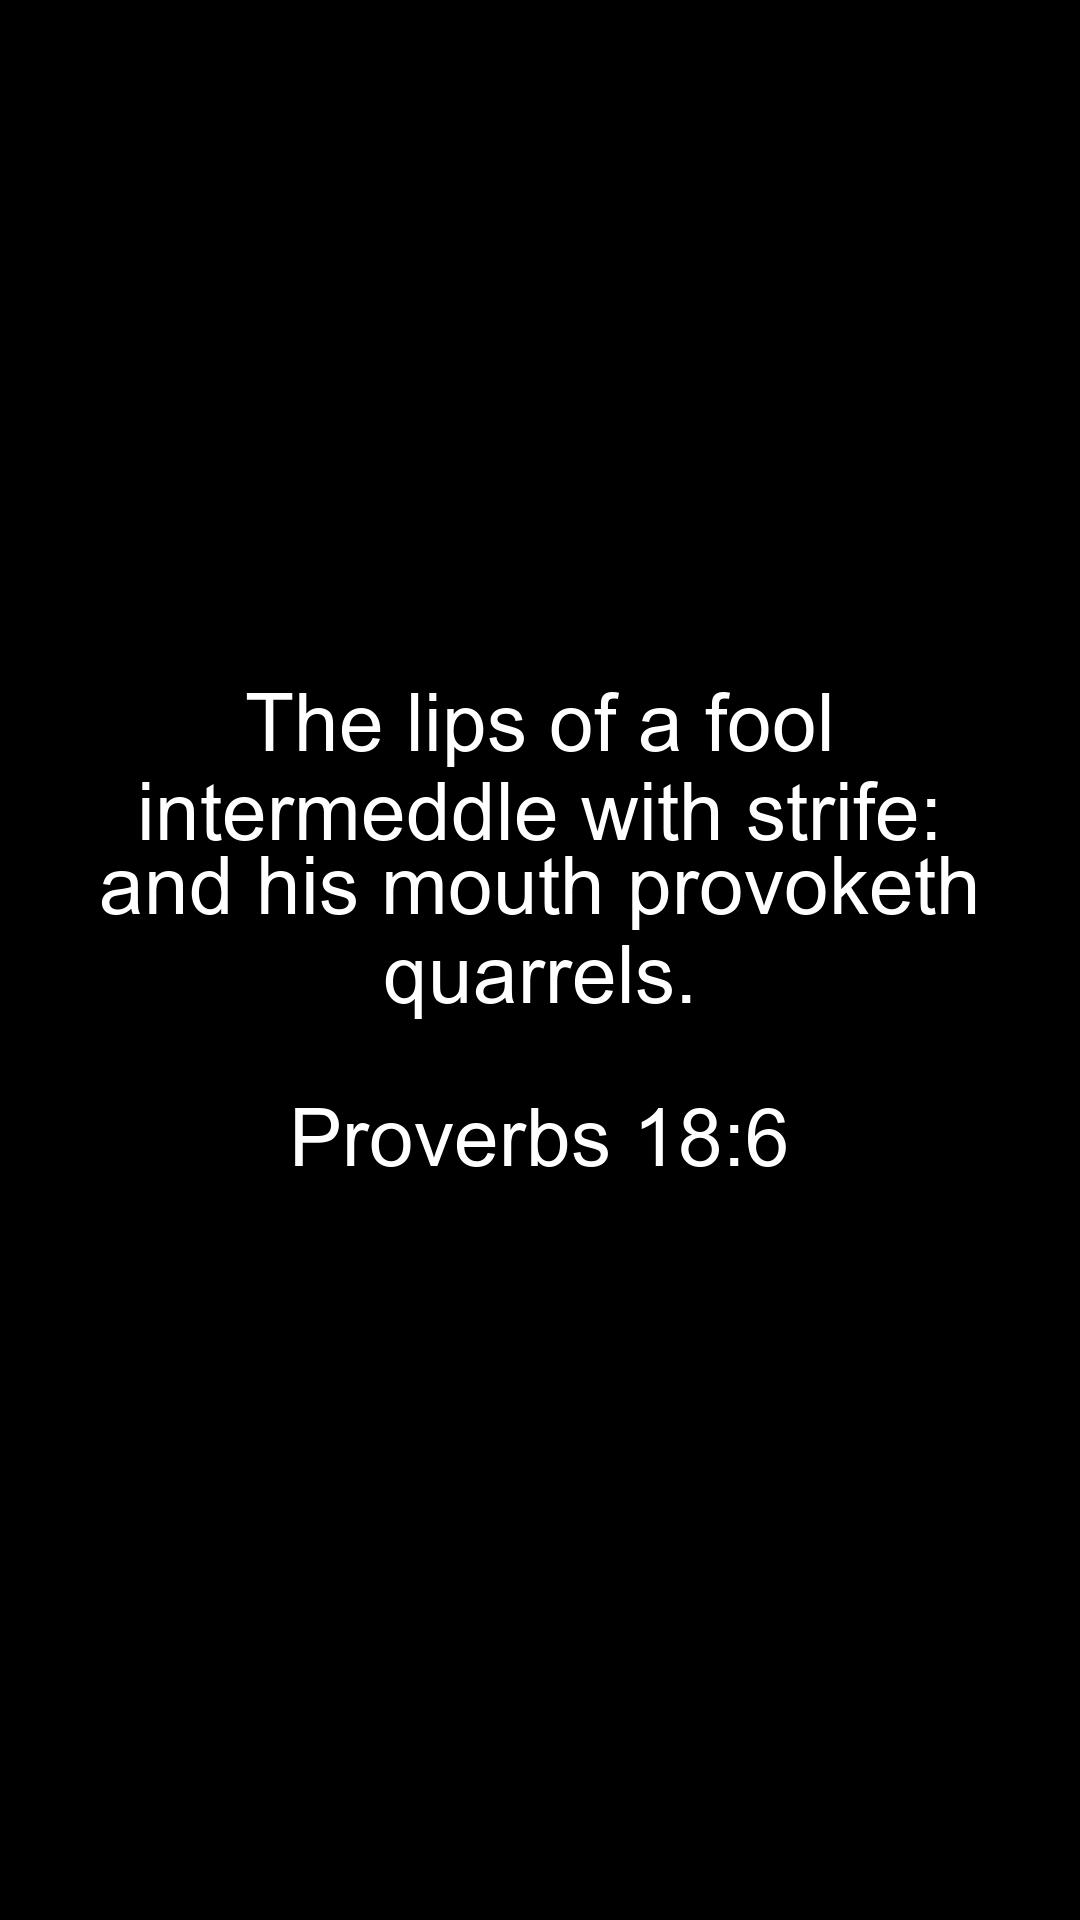 The lips of a fool
intermeddle with strife:
and his mouth provoketh
quarrels.
Proverbs 18:6